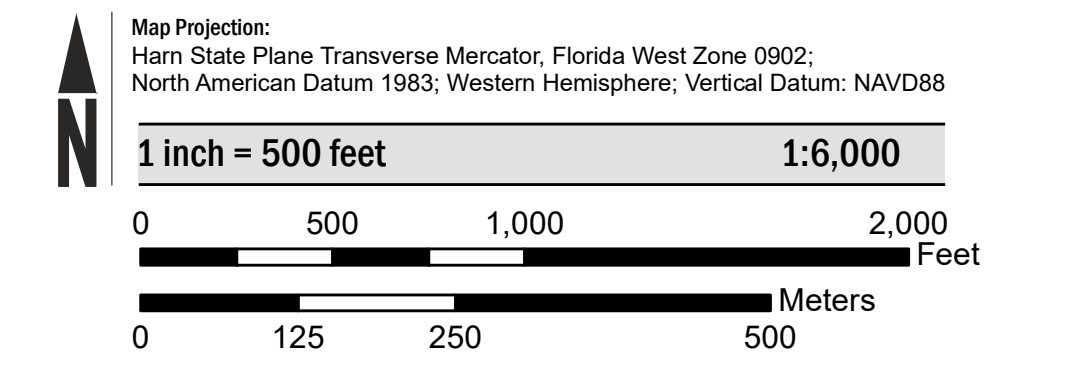 N
Map Projection:
Harn State Plane Transverse Mercator, Florida West Zone 0902;
North American Datum 1983; Western Hemisphere; Vertical Datum: NAVD88
1 inch = 500 feet 1:6,000
0 500 1,000 2,000
Feet
Meters
0 125 250 500